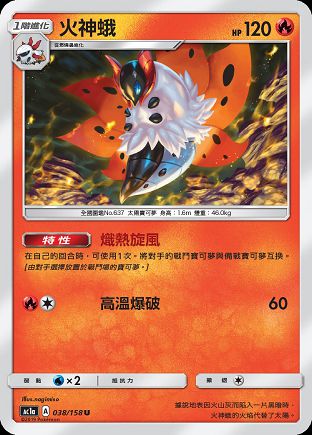 1階進化
火神蛾
HP 120
自燃燒蟲進化
全國圖鑑No.637 太陽寶可夢 身高：1.6m 體重：46.0kg
特性 熾熱旋風
在自己的回合時，可使用1次。將對手的戰鬥寶可夢與備戰寶可夢互換。
[由對手選擇放置於戰鬥場的寶可夢。]
高溫爆破 60
弱點 ×2 抵抗力 撤退
Illus.nagimiso
AC1a A 038/158 U
©2019 Pokémon
據說地表因火山灰而陷入一片黑暗時，
火神蛾的火焰代替了太陽。